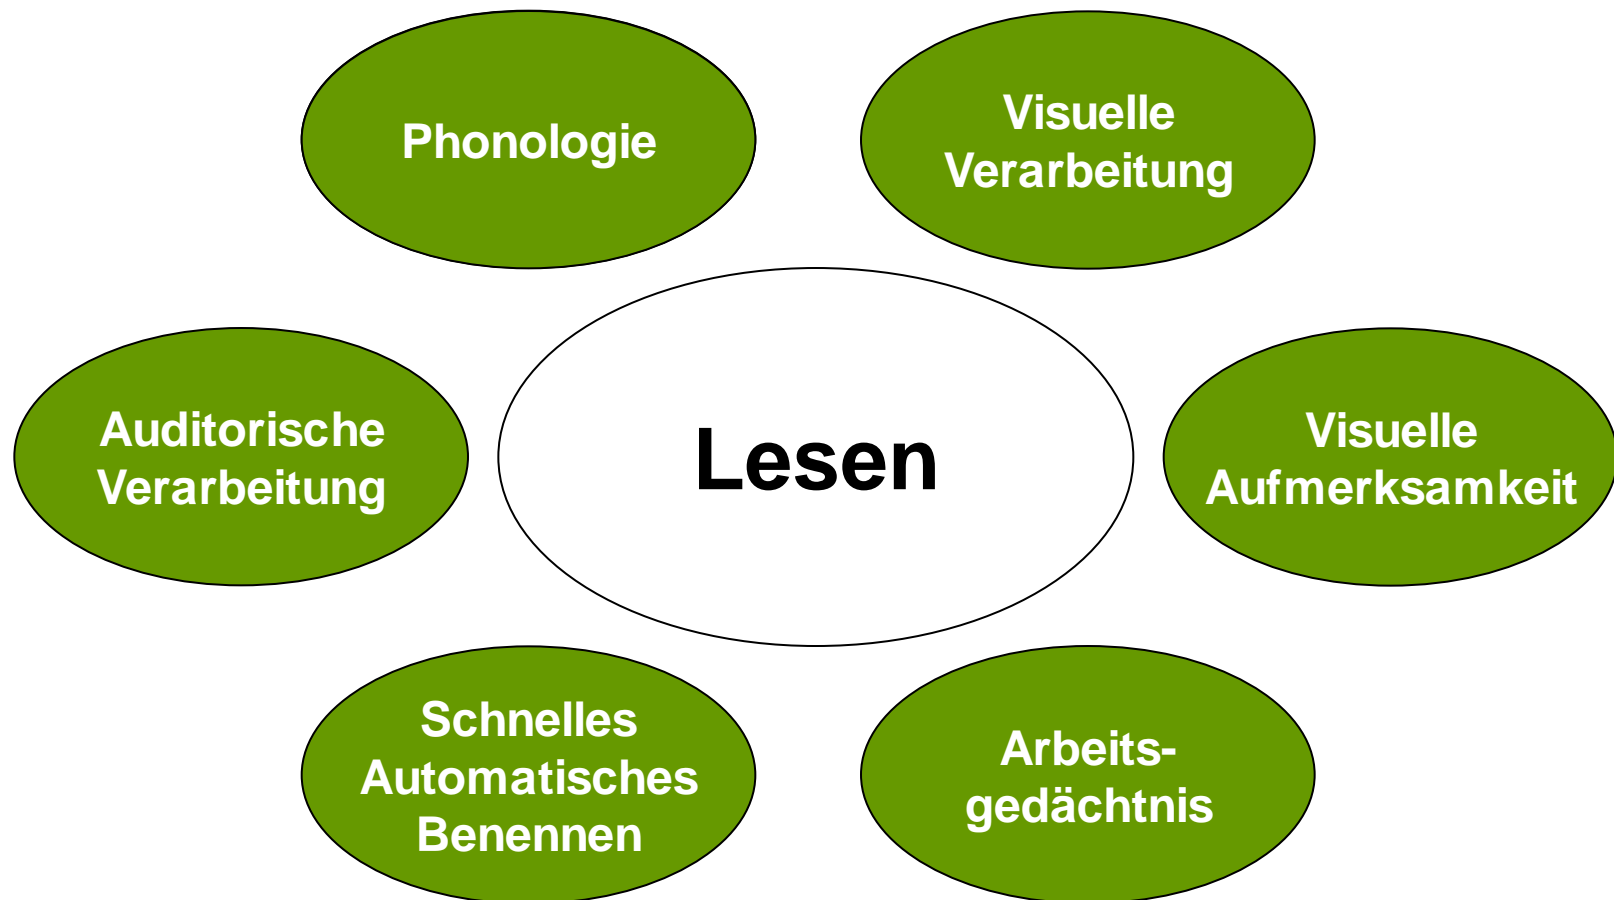 Phonologie
Visuelle
Verarbeitung
Auditorische
Verarbeitung
Lesen
Visuelle
Aufmerksamkeit
Schnelles
Automatisches
Benennen
Arbeits-
gedächtnis